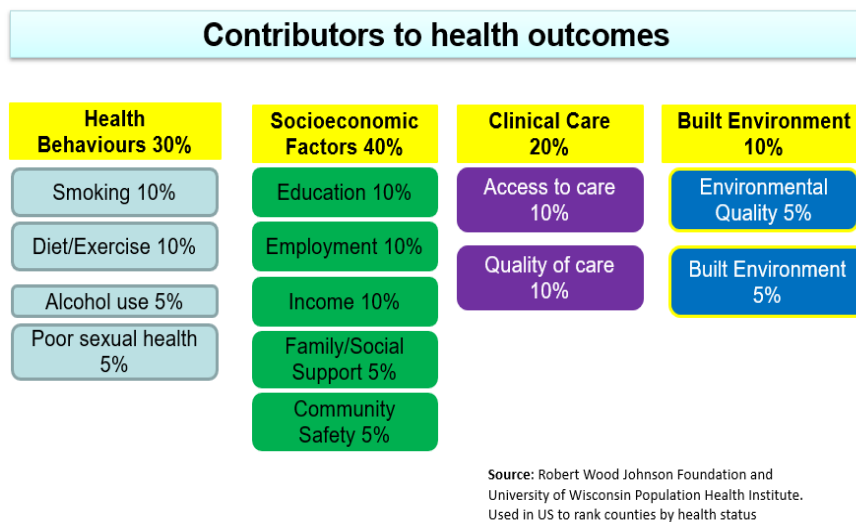 Contributors to health outcomes
Health
Behaviours 30%
Smoking 10%
Diet/Exercise 10%
Alcohol use 5%
Poor sexual health
5%
Socioeconomic
Factors 40%
Education 10%
Employment 10%
Income 10%
Family/Social
Support 5%
Community
Safety 5%
Clinical Care
20%
Access to care
10%
Quality of care
10%
Built Environment
10%
Environmental
Quality 5%
Built Environment
5%
Source: Robert Wood Johnson Foundation and
University of Wisconsin Population Health Institute.
Used in US to rank counties by health status